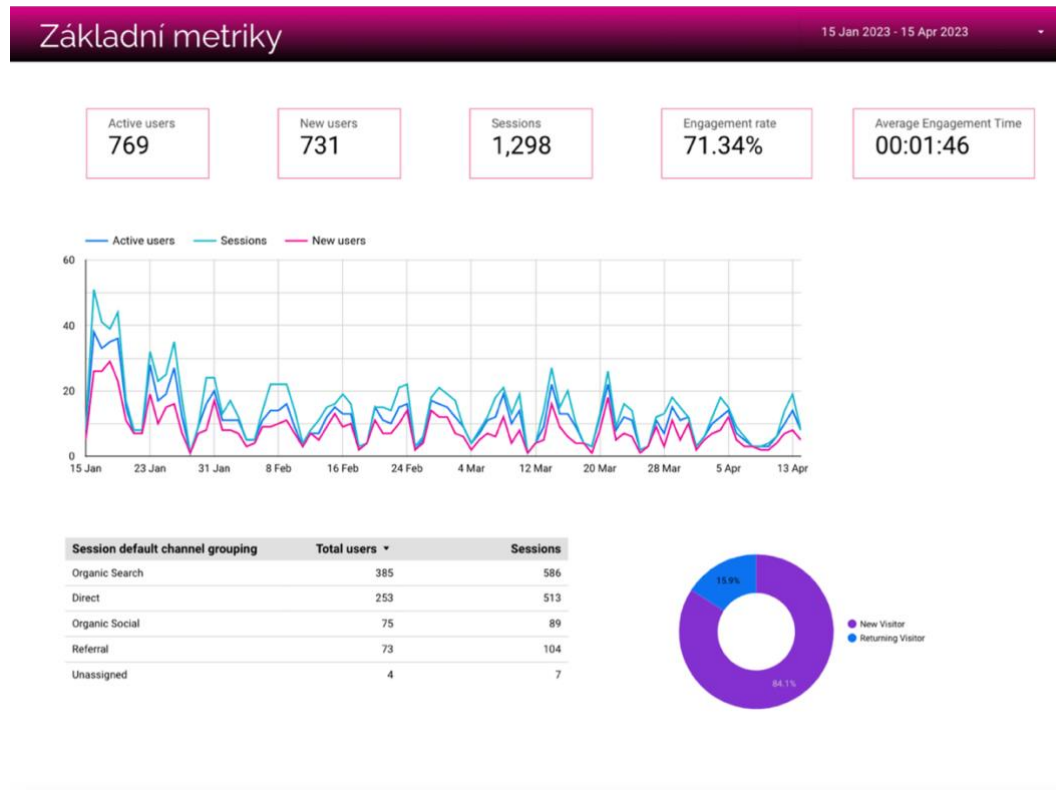 Základní metriky
15 Jan 2023 - 15 Apr 2023
Active users
769
New users
731
Sessions
1,298
Engagement rate
71.34%
Average Engagement Time
00:01:46
Active users Sessions New users
60
40
20
0
15 Jan 23 Jan 31 Jan 8 Feb 16 Feb 24 Feb 4 Mar 12 Mar 20 Mar 28 Mar 5 Apr 13 Apr
Session default channel grouping Total users Sessions
Organic Search 385 586
Direct 253 513
Organic Social 75 89
Referral 73 104
Unassigned 4 7
15.9%
84.1%
New Visitor
Returning Visitor